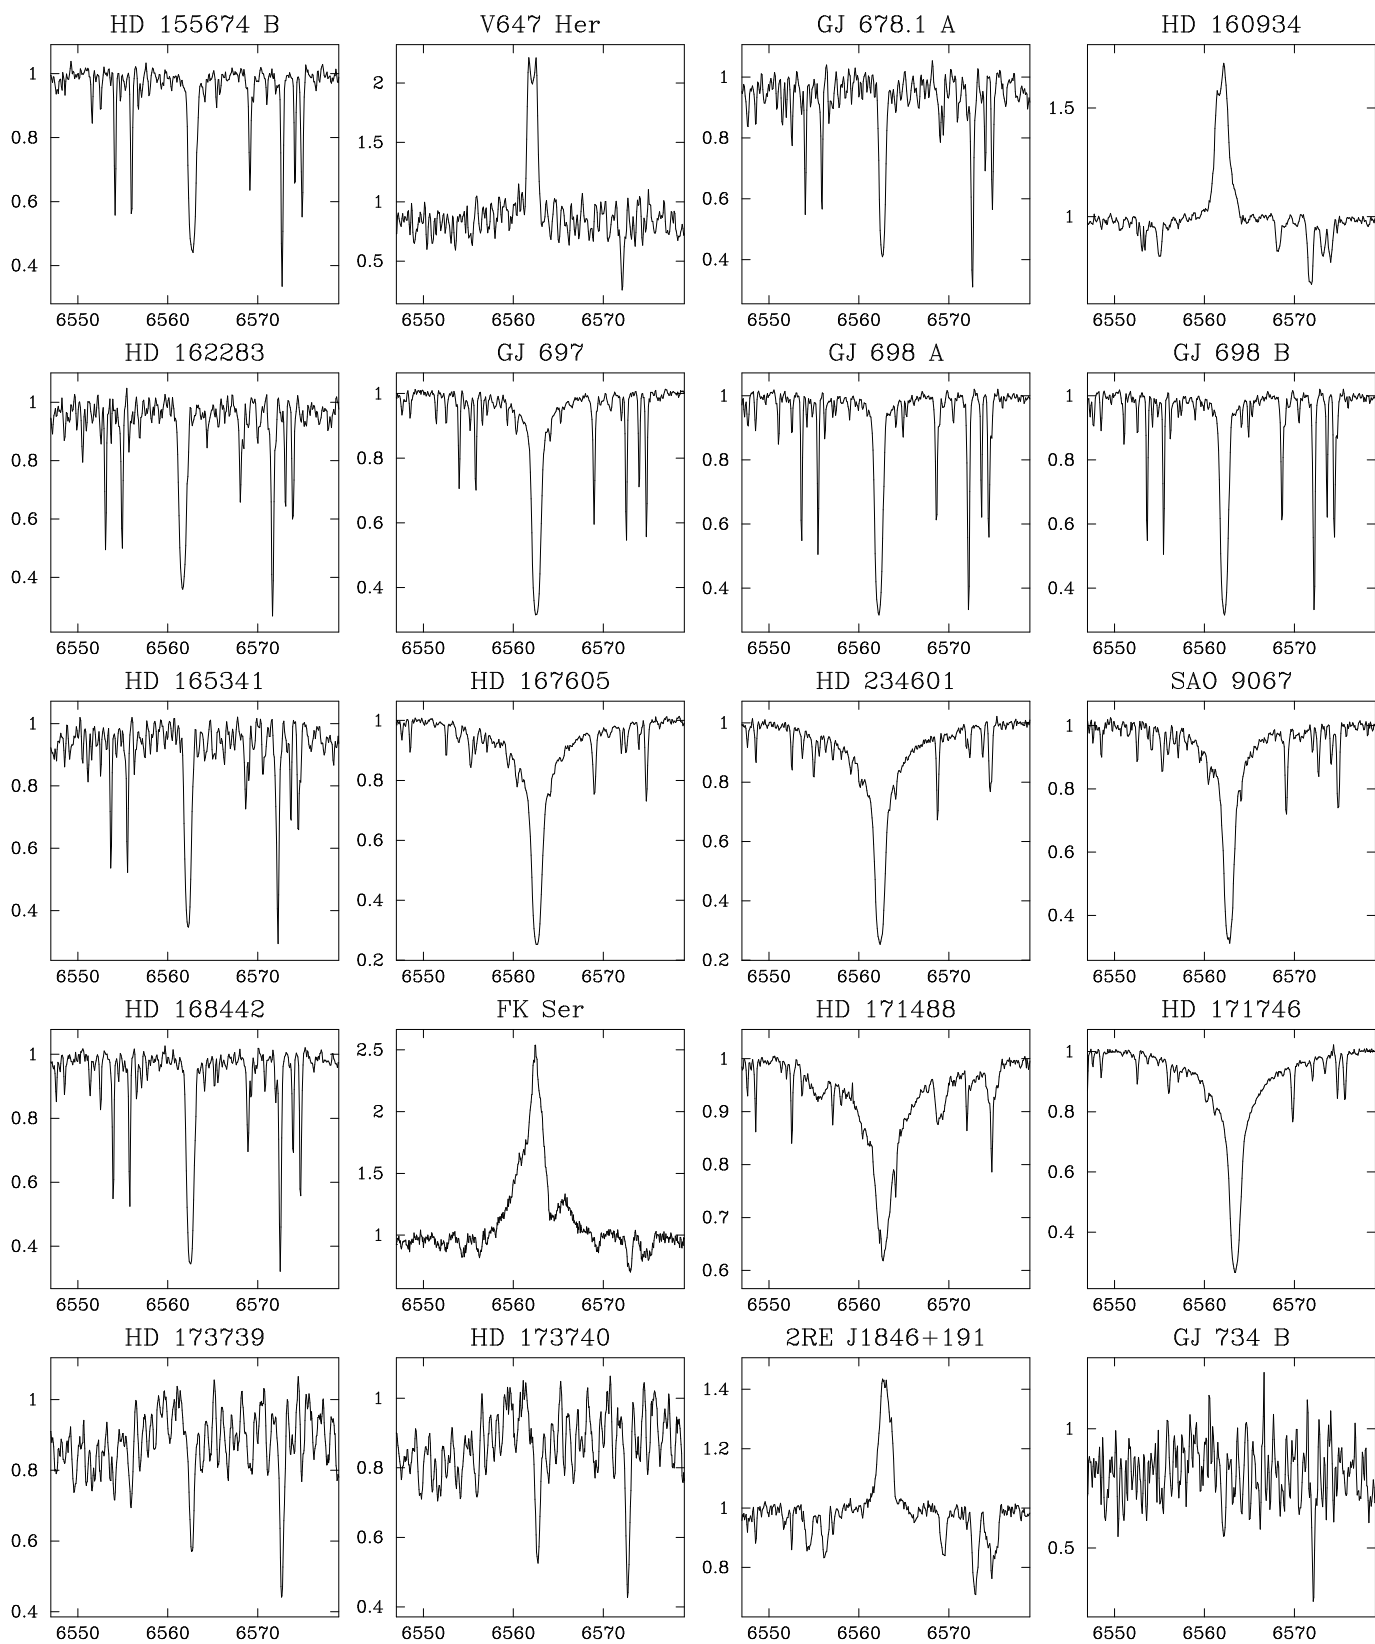 HD 155674 B V647 Her GJ 678.1 A HD 160934
1 0.8 0.6 0.4 2 1.5 1 0.5 1 0.8 0.6 0.4 1.5 1
6550 6560 6570 6550 6560 6570 6550 6560 6570 6550 6560 6570
HD 162283 GJ 697 GJ 698 A GJ 698 B
1 0.8 0.6 0.4 1 0.8 0.6 0.4 1 0.8 0.6 0.4 1 0.8 0.6 0.4
6550 6560 6570 6550 6560 6570 6550 6560 6570 6550 6560 6570
HD 165341 HD 167605 HD 234601 SAO 9067
1 0.8 0.6 0.4 1 0.8 0.6 0.4 0.2 1 0.8 0.6 0.4 0.2 1 0.8 0.6 0.4
6550 6560 6570 6550 6560 6570 6550 6560 6570 6550 6560 6570
HD 168442 FK Ser HD 171488 HD 171746
1 0.8 0.6 0.4 2.5 2 1.5 1 1 0.9 0.8 0.7 0.6 1 0.8 0.6 0.4
6550 6560 6570 6550 6560 6570 6550 6560 6570 6550 6560 6570
HD 173739 HD 173740 2RE J1846+191 GJ 734 B
1 0.8 0.6 0.4 1 0.8 0.6 0.4 1.4 1.2 1 0.8 1 0.5
6550 6560 6570 6550 6560 6570 6550 6560 6570 6550 6560 6570